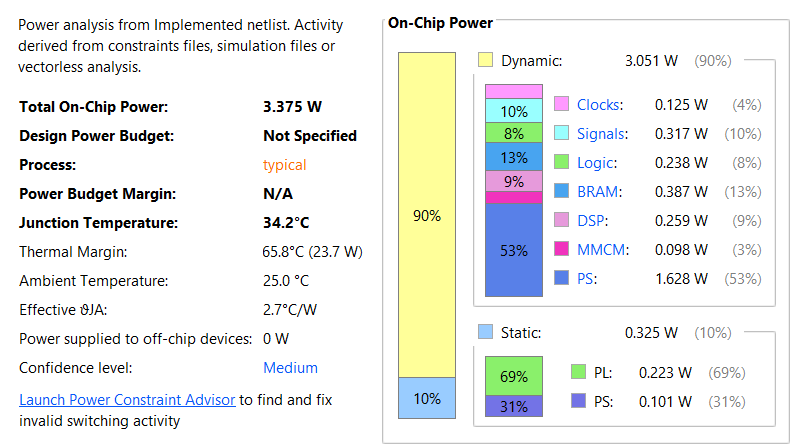 Power analysis from Implemented netlist. Activity
derived from constraints files, simulation files or
vectorless analysis.
Total On-Chip Power: 3.375 W
Design Power Budget: Not Specified
Process: typical
Power Budget Margin: N/A
Junction Temperature: 34.2°C
Thermal Margin: 65.8°C (23.7 W)
Ambient Temperature: 25.0 °C
Effective ϑJA: 2.7°C/W
Power supplied to off-chip devices: 0 W
Confidence level: Medium
Launch Power Constraint Advisor to find and fix
invalid switching activity
On-Chip Power
90%
10%
Dynamic: 3.051 W (90%)
10%
8%
13%
9%
53%
Clocks: 0.125 W (4%)
Signals: 0.317 W (10%)
Logic: 0.238 W (8%)
BRAM: 0.387 W (13%)
DSP: 0.259 W (9%)
MMCM: 0.098 W (3%)
PS: 1.628 W (53%)
Static: 0.325 W (10%)
69%
31%
PL: 0.223 W (69%)
PS: 0.101 W (31%)